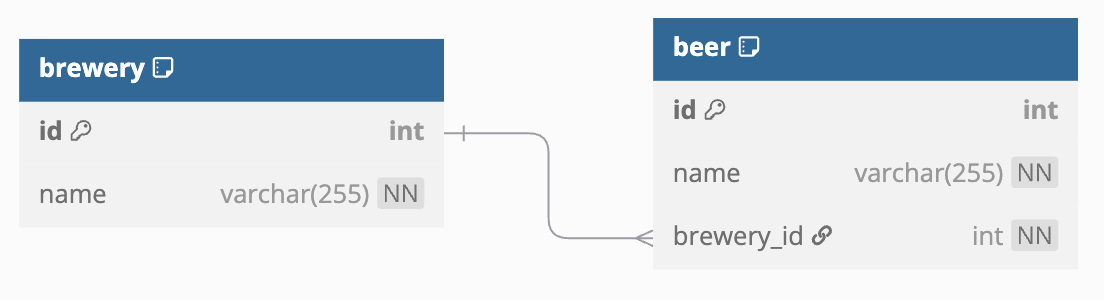 brewery
id int
name varchar(255) NN
beer
id int
name varchar(255) NN
brewery_id int NN